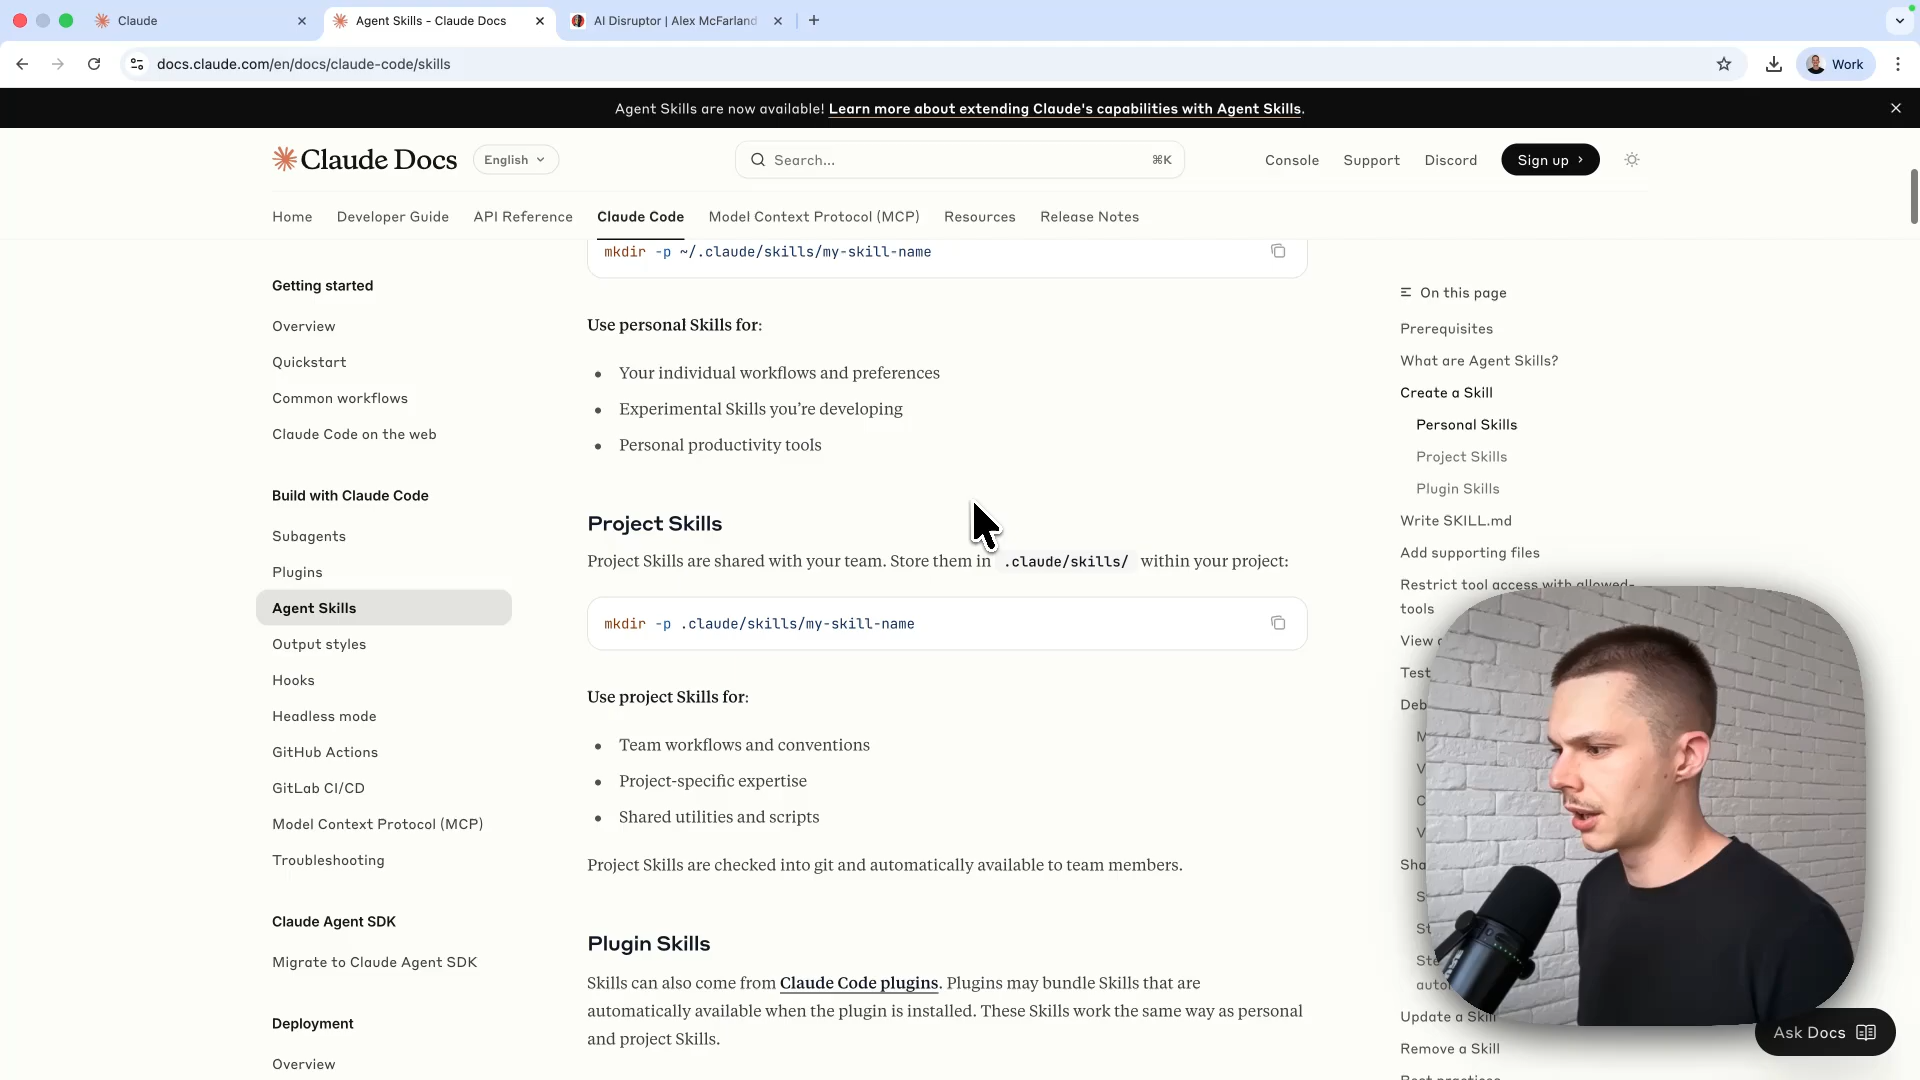 Claude
Agent Skills - Claude Docs
AI Disruptor | Alex McFarland
docs.claude.com/en/docs/claude-code/skills
Work
Agent Skills are now available! Learn more about extending Claude's capabilities with Agent Skills.
Claude Docs
English
Search...
⌘K
Console
Support
Discord
Sign up
Home
Developer Guide
API Reference
Claude Code
Model Context Protocol (MCP)
Resources
Release Notes
Getting started
Overview
Quickstart
Common workflows
Claude Code on the web
Build with Claude Code
Subagents
Plugins
Agent Skills
Output styles
Hooks
Headless mode
GitHub Actions
GitLab CI/CD
Model Context Protocol (MCP)
Troubleshooting
Claude Agent SDK
Migrate to Claude Agent SDK
Deployment
Overview
mkdir -p ~/.claude/skills/my-skill-name
Use personal Skills for:
Your individual workflows and preferences
Experimental Skills you’re developing
Personal productivity tools
Project Skills
Project Skills are shared with your team. Store them in .claude/skills/ within your project:
mkdir -p .claude/skills/my-skill-name
Use project Skills for:
Team workflows and conventions
Project-specific expertise
Shared utilities and scripts
Project Skills are checked into git and automatically available to team members.
Plugin Skills
Skills can also come from Claude Code plugins. Plugins may bundle Skills that are
automatically available when the plugin is installed. These Skills work the same way as personal
and project Skills.
On this page
Prerequisites
What are Agent Skills?
Create a Skill
Personal Skills
Project Skills
Plugin Skills
Write SKILL.md
Add supporting files
Restrict tool access with allowed-
tools
View
Test
Update a Skill
Remove a Skill
Best practices
Ask Docs